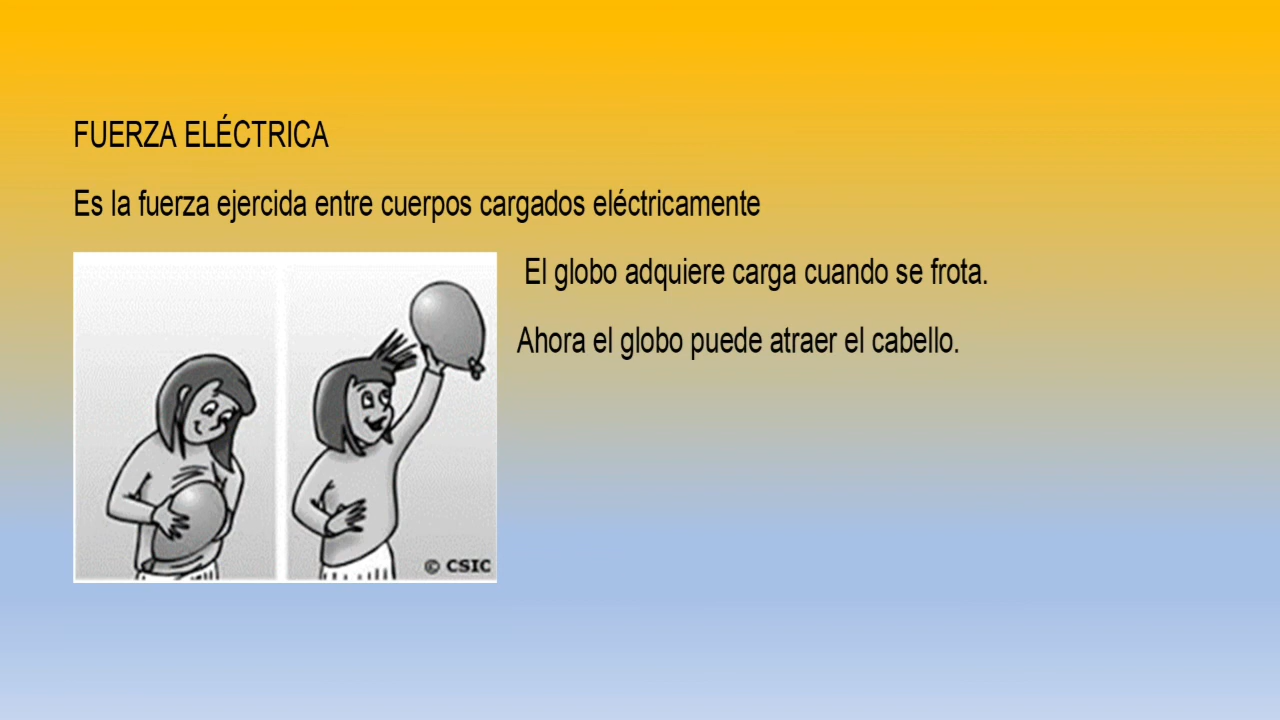 FUERZA ELÉCTRICA
Es la fuerza ejercida entre cuerpos cargados eléctricamente
El globo adquiere carga cuando se frota.
Ahora el globo puede atraer el cabello.
© CSIC